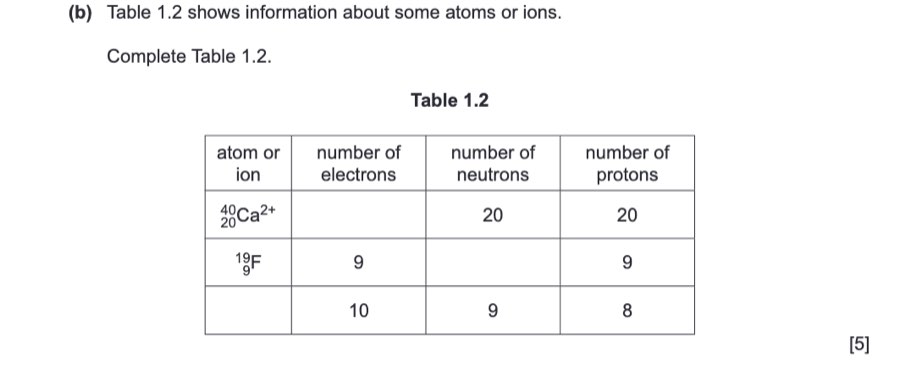 (b) Table 1.2 shows information about some atoms or ions.
Complete Table 1.2.
Table 1.2
atom or ion | number of electrons | number of neutrons | number of protons
⁴⁰₂₀Ca²⁺ | | 20 | 20
¹⁹₉F | 9 | | 9
| 10 | 9 | 8
[5]